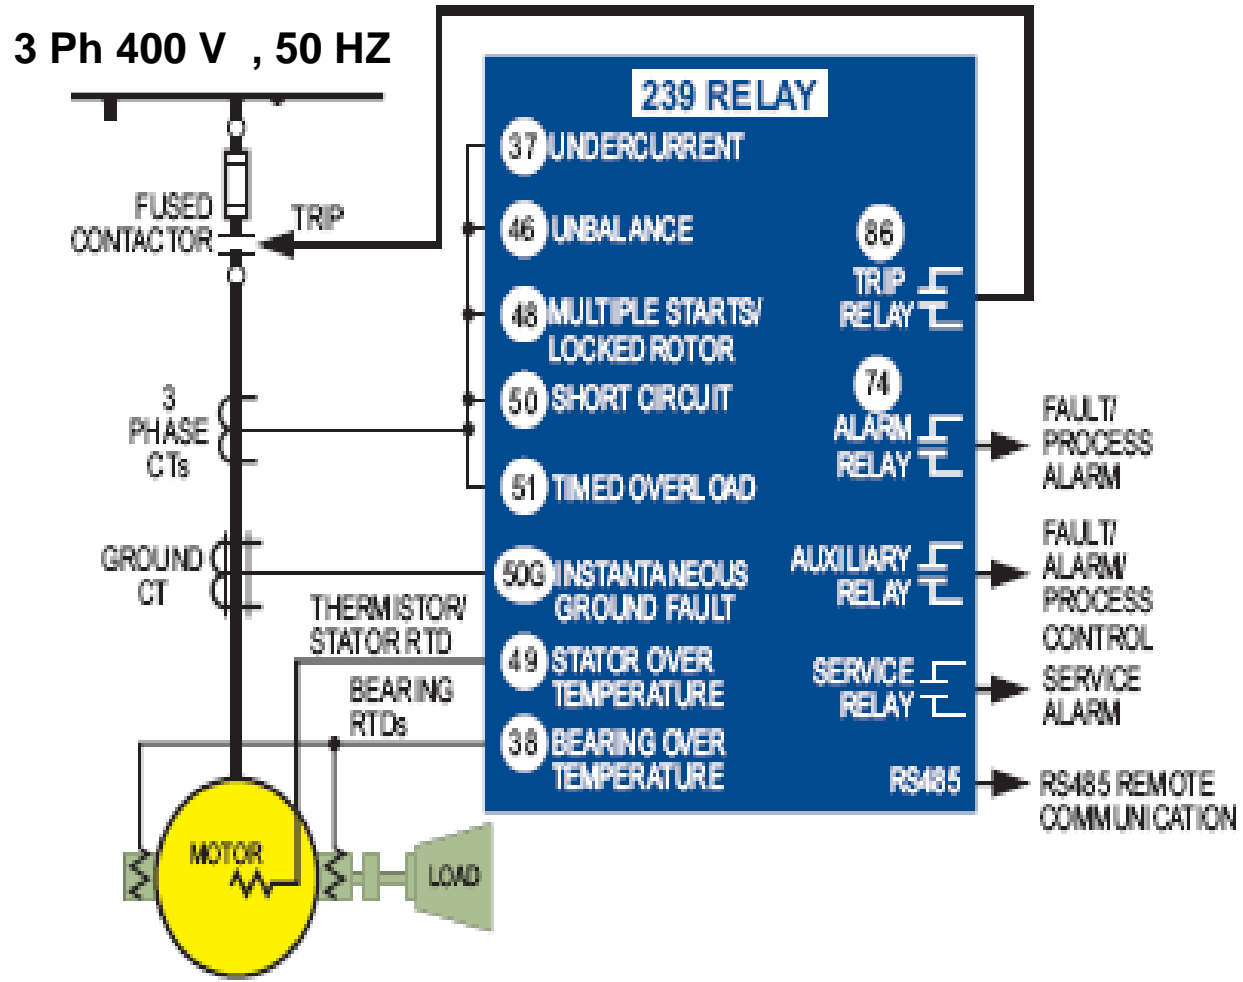 3 Ph 400 V , 50 HZ
239 RELAY
37 UNDERCURRENT
FUSED
CONTACTOR
TRIP
46 UNBALANCE
86
TRIP
RELAY
48 MULTIPLE STARTS/
LOCKED ROTOR
74
50 SHORT CIRCUIT
3
PHASE
CTs
ALARM
RELAY
FAULT/
PROCESS
ALARM
51 TIMED OVERLOAD
GROUND
CT
50G INSTANTANEOUS
GROUND FAULT
AUXILIARY
RELAY
FAULT/
ALARM/
PROCESS
CONTROL
THERMISTOR/
STATOR RTD
49 STATOR OVER
TEMPERATURE
SERVICE
RELAY
SERVICE
ALARM
BEARING
RTDs
38 BEARING OVER
TEMPERATURE
RS485
RS485 REMOTE
COMMUNICATION
MOTOR
LOAD